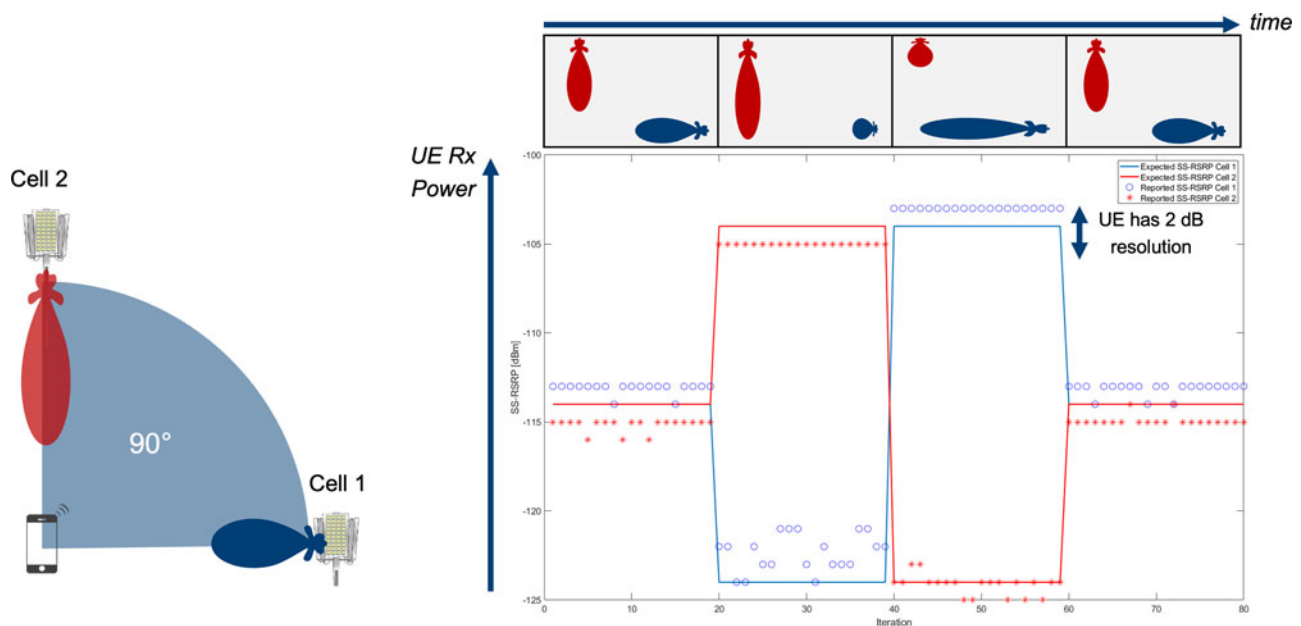 time
UE Rx
Power
Cell 2
90°
Cell 1
-100
-105
-110
-115
-120
-125
SS-RSRP [dBm]
Expected SS-RSRP Cell 1
Expected SS-RSRP Cell 2
Reported SS-RSRP Cell 1
Reported SS-RSRP Cell 2
UE has 2 dB
resolution
0 10 20 30 40 50 60 70 80
Iteration